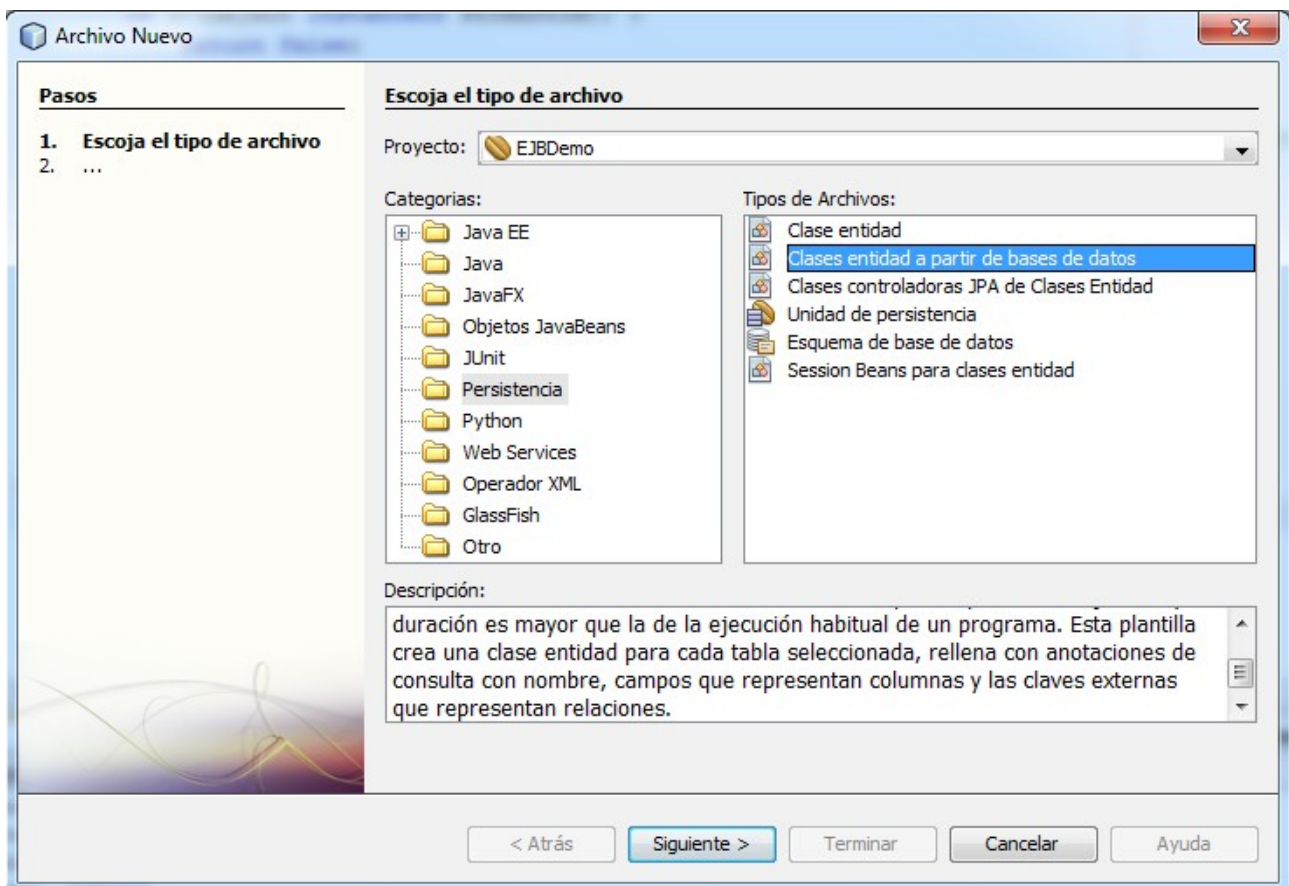 Archivo Nuevo
Pasos
1. Escoja el tipo de archivo
2. ...
Escoja el tipo de archivo
Proyecto: EJBDemo
Categorias:
Java EE
Java
JavaFX
Objetos JavaBeans
JUnit
Persistencia
Python
Web Services
Operador XML
GlassFish
Otro
Tipos de Archivos:
Clase entidad
Clases entidad a partir de bases de datos
Clases controladoras JPA de Clases Entidad
Unidad de persistencia
Esquema de base de datos
Session Beans para clases entidad
Descripción:
duración es mayor que la de la ejecución habitual de un programa. Esta plantilla
crea una clase entidad para cada tabla seleccionada, rellena con anotaciones de
consulta con nombre, campos que representan columnas y las claves externas
que representan relaciones.
< Atrás
Siguiente >
Terminar
Cancelar
Ayuda